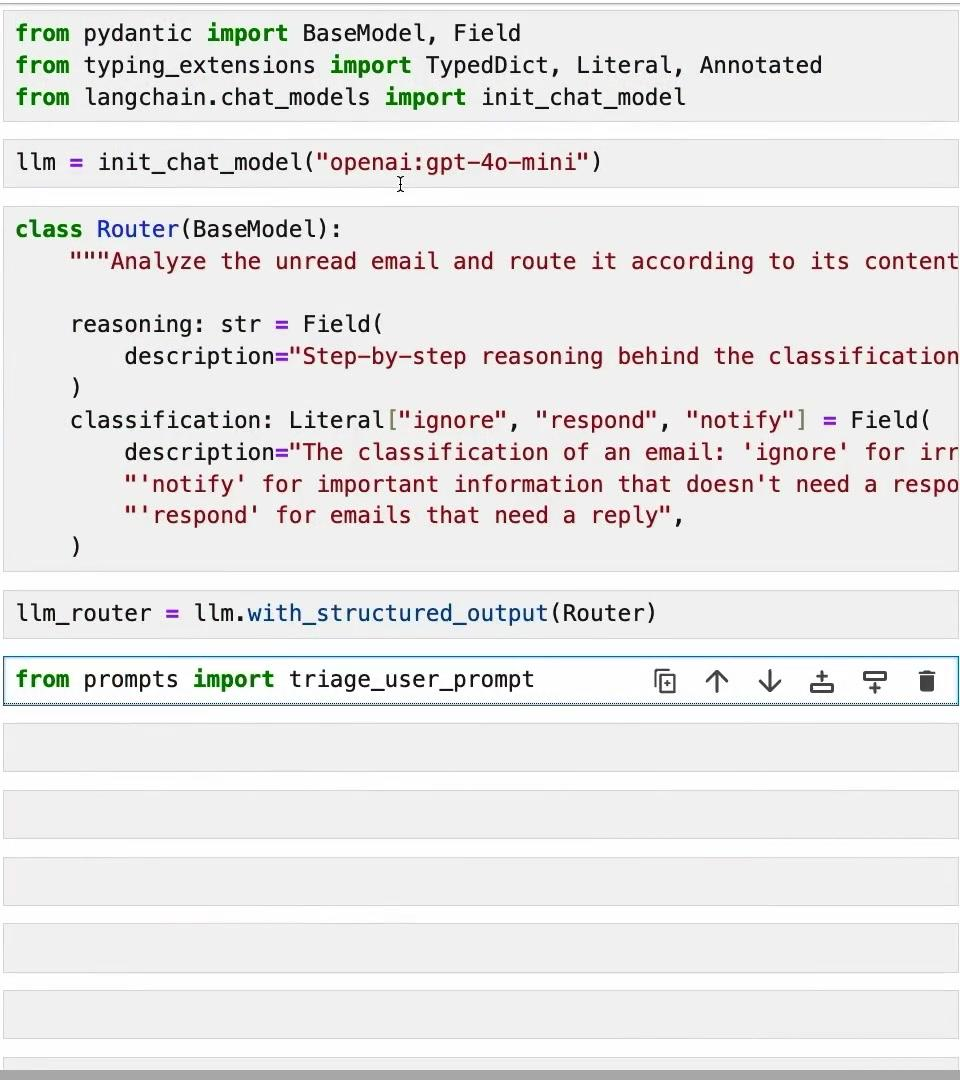 from pydantic import BaseModel, Field
from typing_extensions import TypedDict, Literal, Annotated
from langchain.chat_models import init_chat_model
llm = init_chat_model("openai:gpt-4o-mini")
class Router(BaseModel):
    """Analyze the unread email and route it according to its content
    reasoning: str = Field(
        description="Step-by-step reasoning behind the classification
    )
    classification: Literal["ignore", "respond", "notify"] = Field(
        description="The classification of an email: 'ignore' for irr
        "'notify' for important information that doesn't need a respo
        "'respond' for emails that need a reply",
    )
llm_router = llm.with_structured_output(Router)
from prompts import triage_user_prompt